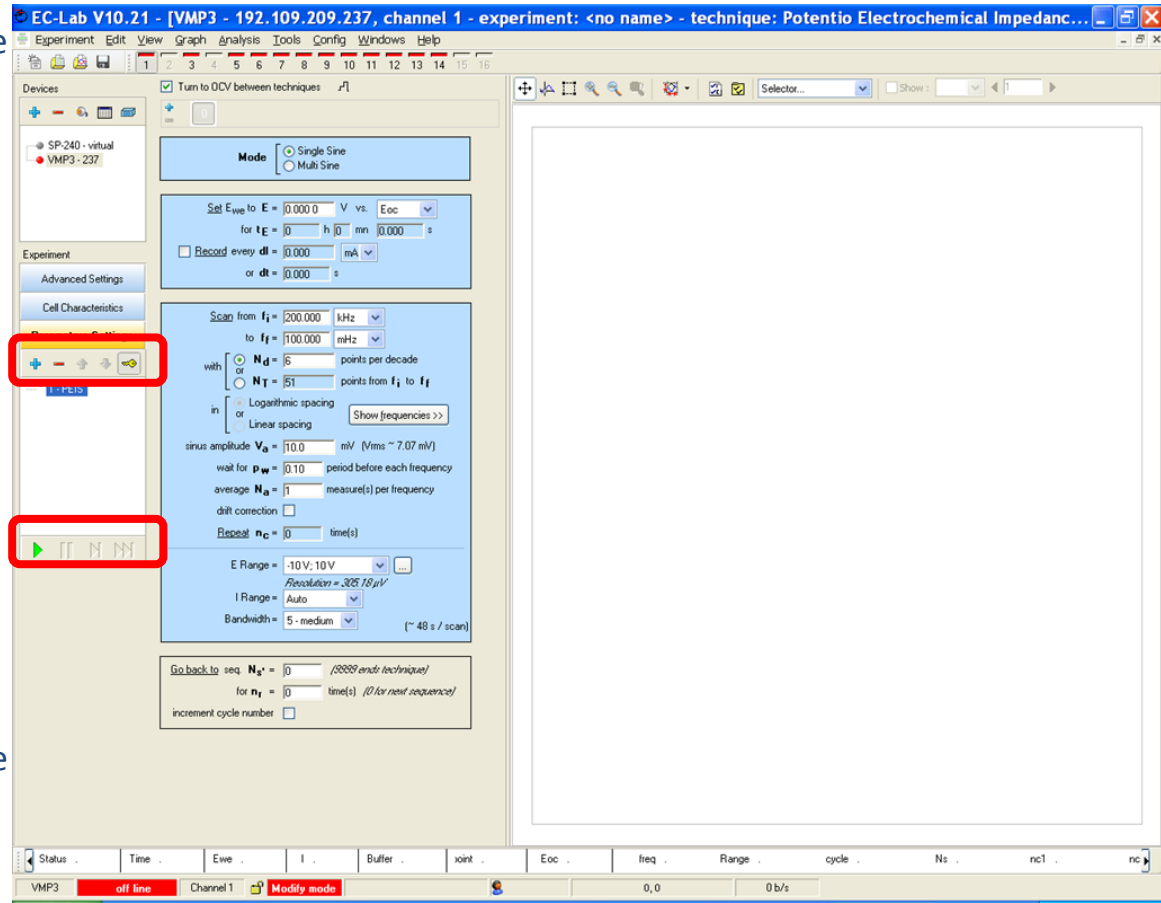 EC-Lab V10.21 - [VMP3 - 192.109.209.237, channel 1 - experiment: <no name> - technique: Potentio Electrochemical Impedanc...
e
Experiment Edit View Graph Analysis Tools Config Windows Help
1 2 3 4 5 6 7 8 9 10 11 12 13 14 15 16
Devices
Turn to OCV between techniques
Selector...
Show :
1
0
SP-240 - virtual
VMP3 - 237
Mode
Single Sine
Multi Sine
Set Ewe to E = 0.000 0 V vs. Eoc
for tE = 0 h 0 mn 0.000 s
Record every dI = 0.000 mA
or dt = 0.000 s
Experiment
Advanced Settings
Cell Characteristics
Scan from fi = 200.000 kHz
to ff = 100.000 mHz
with Nd = 6 points per decade
or
NT = 51 points from fi to ff
in Logarithmic spacing
or
Linear spacing
Show frequencies >>
sinus amplitude Va = 10.0 mV (Vrms ~ 7.07 mV)
wait for pw = 0.10 period before each frequency
average Na = 1 measure(s) per frequency
drift correction
Repeat nc = 0 time(s)
E Range = -10 V; 10 V ...
Resolution = 305.18 µV
I Range = Auto
Bandwidth = 5 - medium
(~ 48 s / scan)
1 - PEIS
Go back to seq. Ns' = 0 (9999 ends technique)
for nr = 0 time(s) (0 for next sequence)
increment cycle number
e
Status . Time . Ewe . I . Buffer . oint . Eoc . freq . Range . cycle . Ns . nc1 . nc
VMP3 off line Channel 1 Modify mode 0, 0 0 b/s